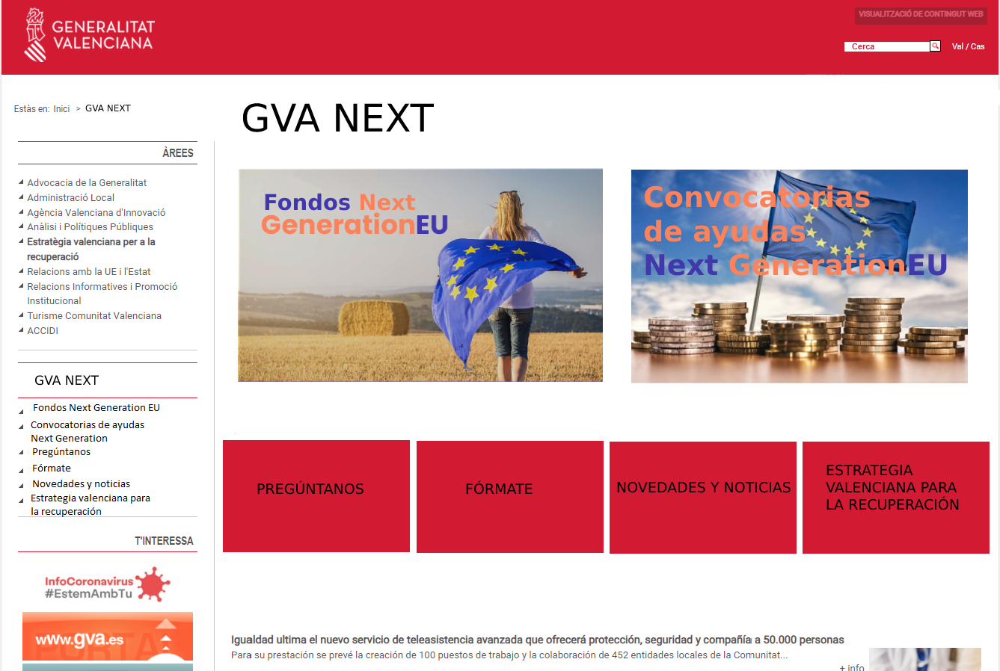 GENERALITAT
VALENCIANA
VISUALITZACIÓ DE CONTINGUT WEB
Cerca
Val / Cas
Estàs en: Inici > GVA NEXT
GVA NEXT
ÀREES
Advocacia de la Generalitat
Administració Local
Agència Valenciana d'Innovació
Anàlisi i Polítiques Públiques
Estratègia valenciana per a la
recuperació
Relacions amb la UE i l'Estat
Relacions Informatives i Promoció
Institucional
Turisme Comunitat Valenciana
ACCIDI
GVA NEXT
Fondos Next Generation EU
Convocatorias de ayudas
Next Generation
Pregúntanos
Fórmate
Novedades y noticias
Estrategia valenciana para
la recuperación
T'INTERESSA
InfoCoronavirus
#EstemAmbTu
www.gva.es
PORTA
Fondos Next
GenerationEU
Convocatorias
de ayudas
Next GenerationEU
PREGÚNTANOS
FÓRMATE
NOVEDADES Y NOTICIAS
ESTRATEGIA
VALENCIANA PARA
LA RECUPERACIÓN
Igualdad ultima el nuevo servicio de teleasistencia avanzada que ofrecerá protección, seguridad y compañía a 50.000 personas
Para su prestación se prevé la creación de 100 puestos de trabajo y la colaboración de 452 entidades locales de la Comunitat...
+ info